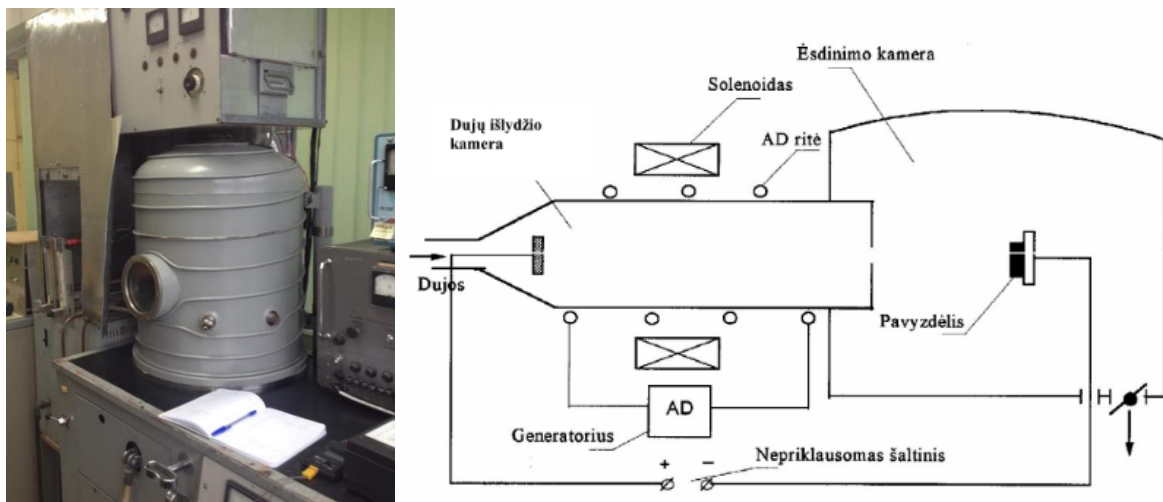 Ėsdinimo kamera
Solenoidas
Dujų išlydžio
kamera
AD ritė
Dujos
Pavyzdėlis
AD
Generatorius
+
−
Nepriklausomas šaltinis